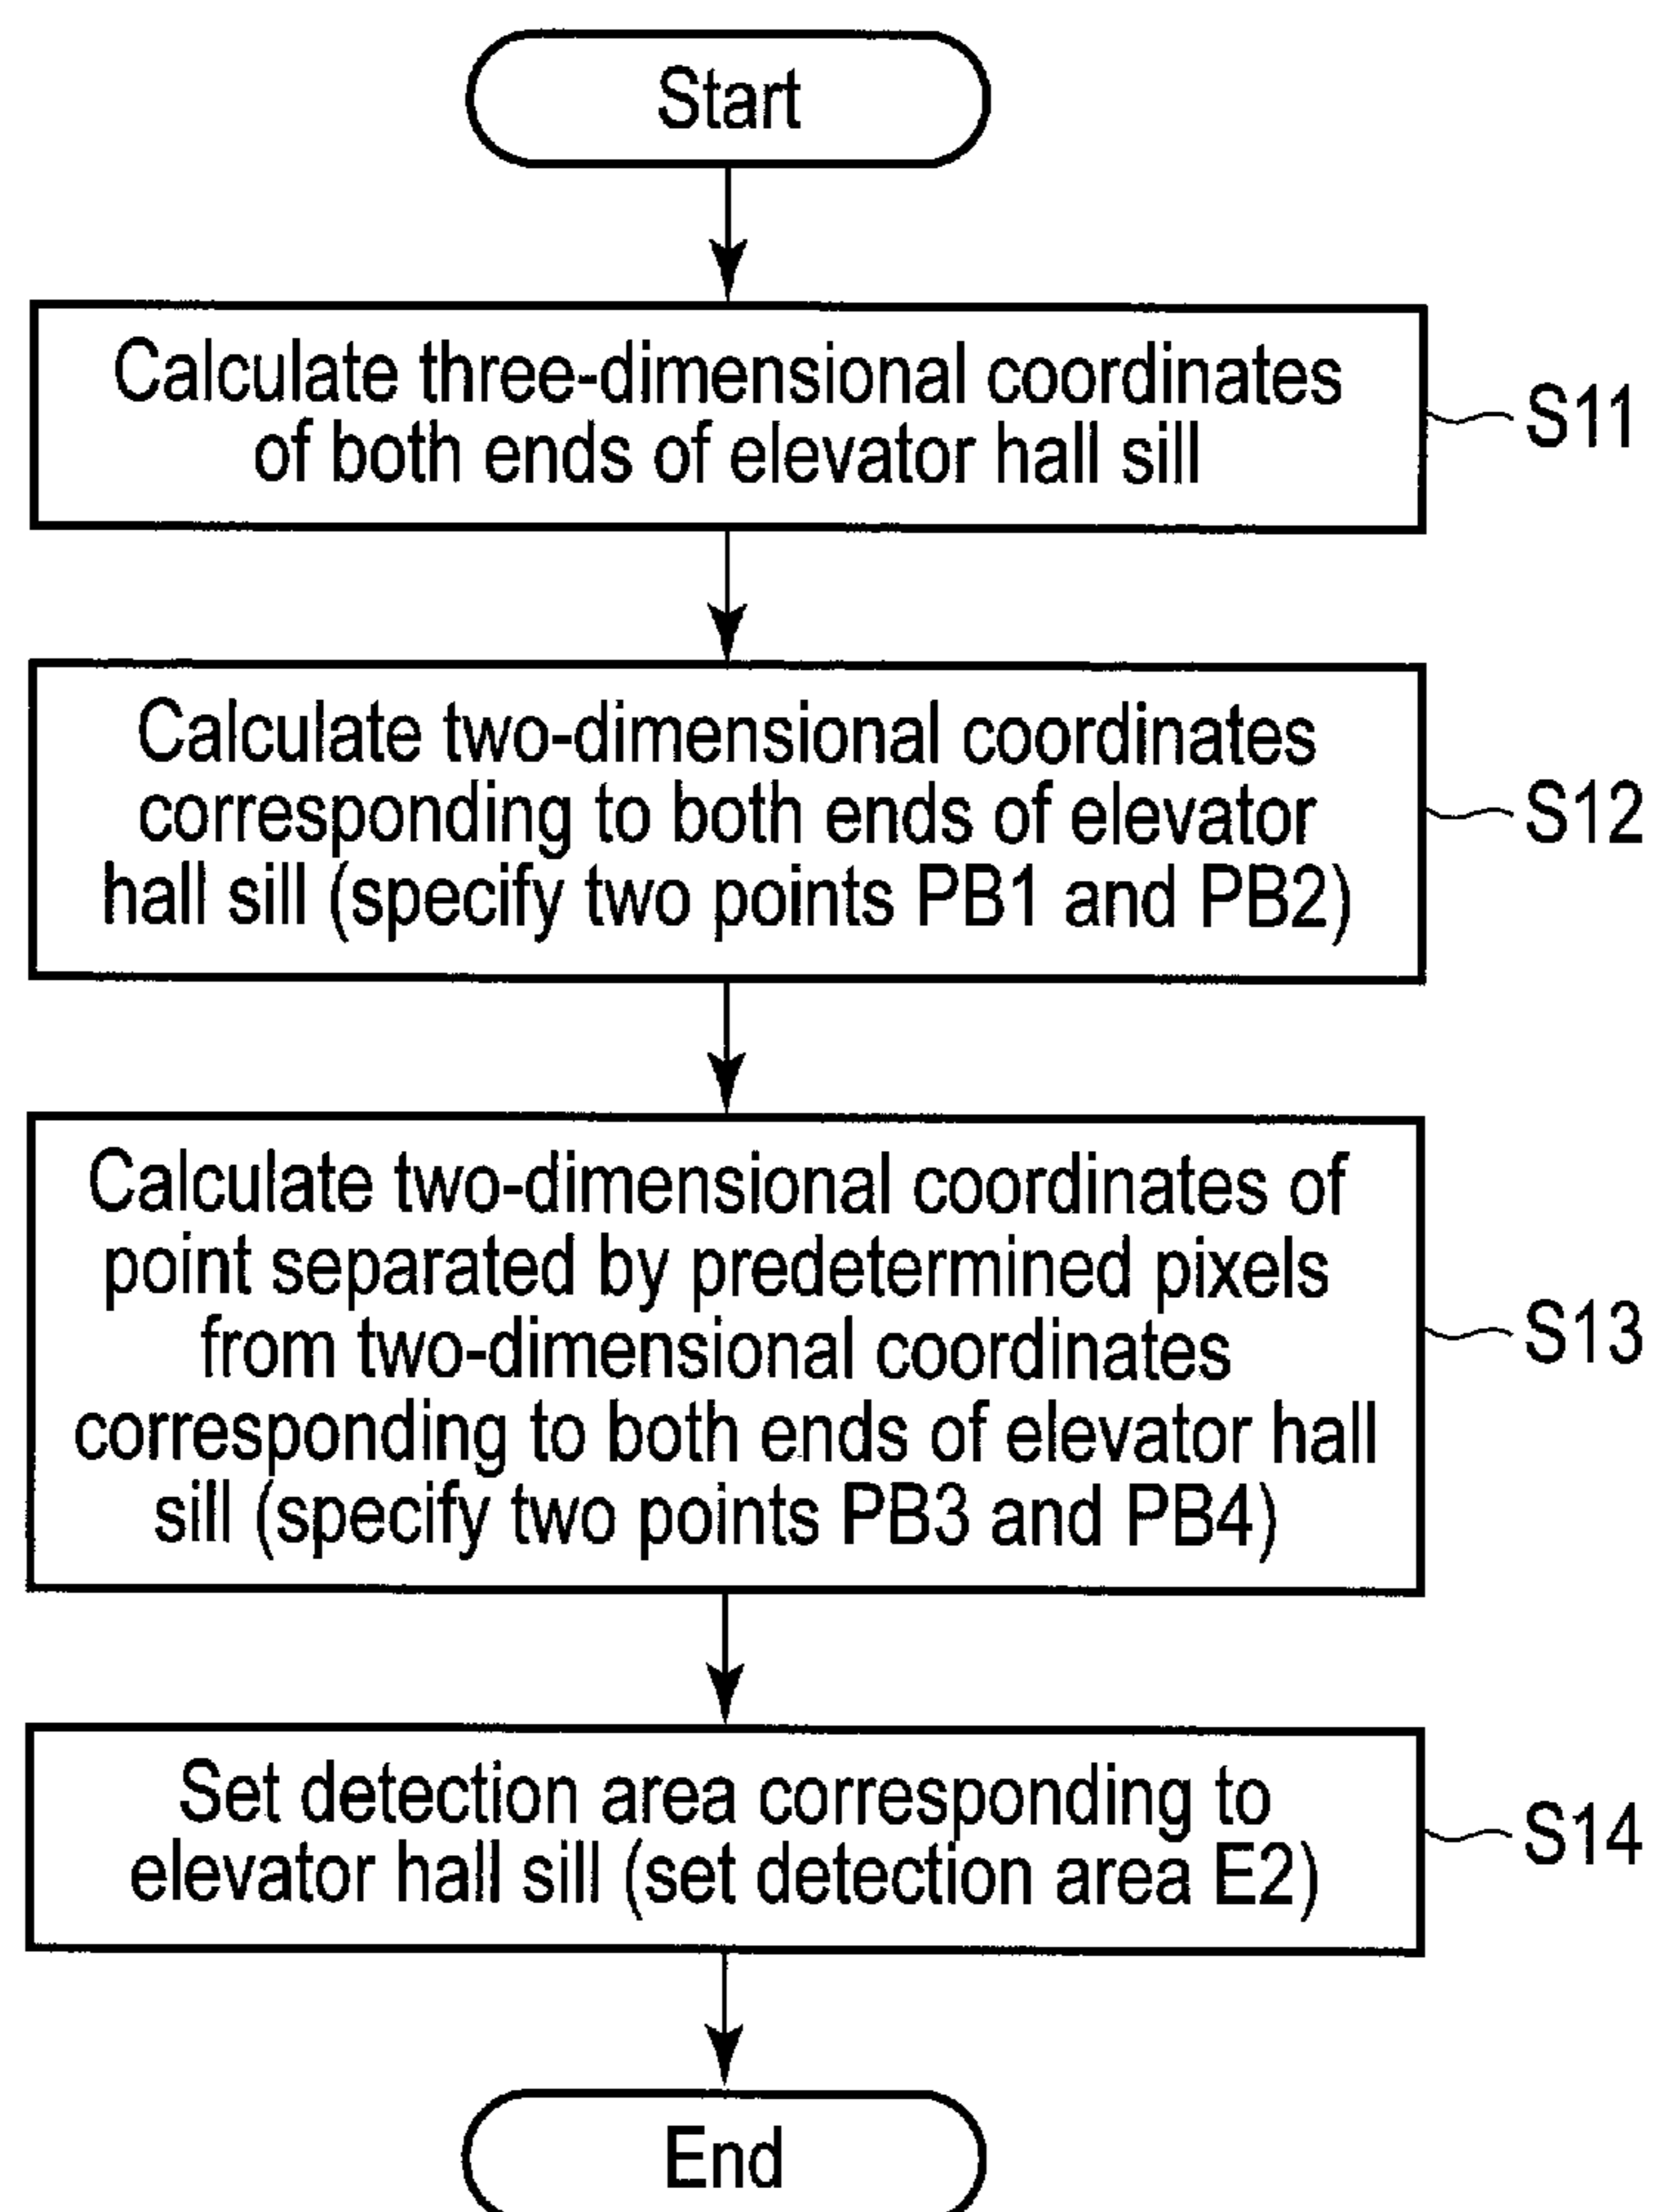 Start
Calculate three-dimensional coordinates
of both ends of elevator hall sill
S11
Calculate two-dimensional coordinates
corresponding to both ends of elevator
hall sill (specify two points PB1 and PB2)
S12
Calculate two-dimensional coordinates of
point separated by predetermined pixels
from two-dimensional coordinates
corresponding to both ends of elevator hall
sill (specify two points PB3 and PB4)
S13
Set detection area corresponding to
elevator hall sill (set detection area E2)
S14
End